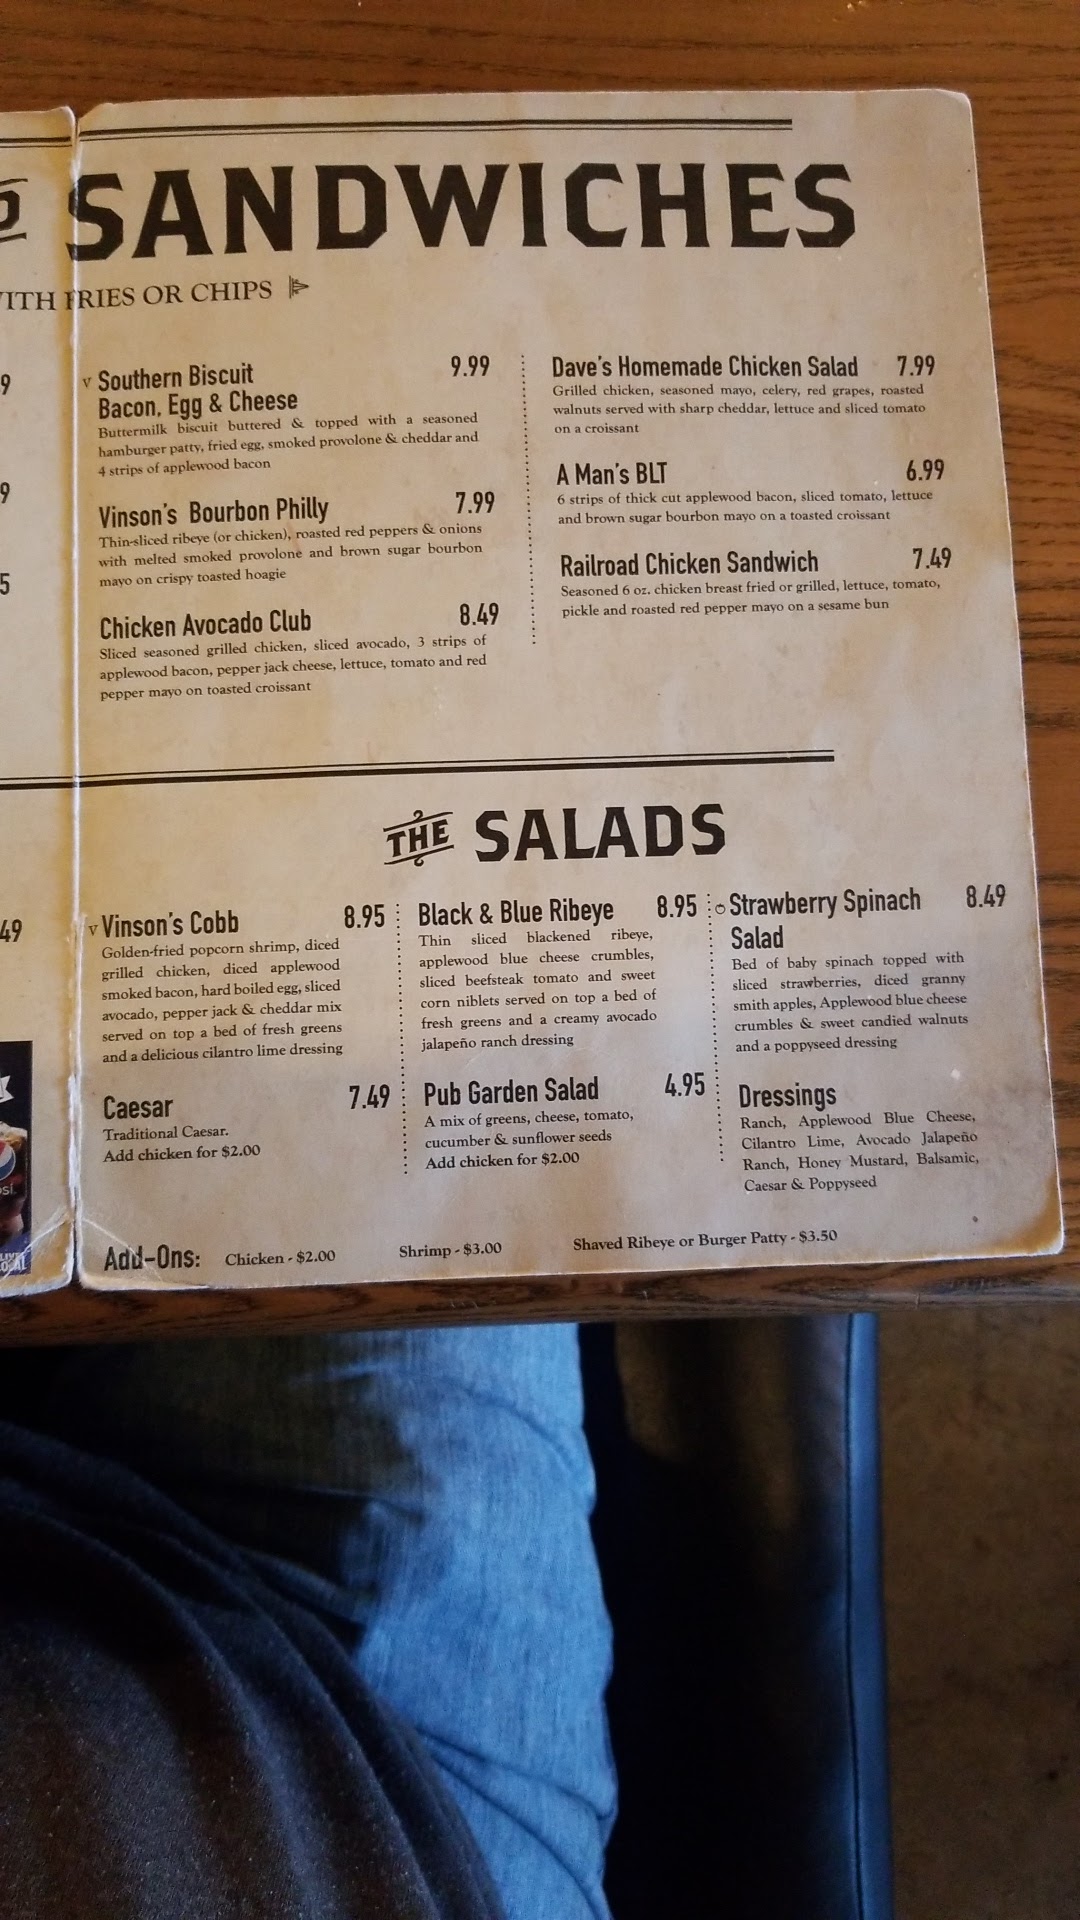 SANDWICHES
WITH FRIES OR CHIPS
V Southern Biscuit 9.99
Bacon, Egg & Cheese
Buttermilk biscuit buttered & topped with a seasoned
hamburger patty, fried egg, smoked provolone & cheddar and
4 strips of applewood bacon
Vinson's Bourbon Philly 7.99
Thin-sliced ribeye (or chicken), roasted red peppers & onions
with melted smoked provolone and brown sugar bourbon
mayo on crispy toasted hoagie
Chicken Avocado Club 8.49
Sliced seasoned grilled chicken, sliced avocado, 3 strips of
applewood bacon, pepper jack cheese, lettuce, tomato and red
pepper mayo on toasted croissant
Dave's Homemade Chicken Salad 7.99
Grilled chicken, seasoned mayo, celery, red grapes, roasted
walnuts served with sharp cheddar, lettuce and sliced tomato
on a croissant
A Man's BLT 6.99
6 strips of thick cut applewood bacon, sliced tomato, lettuce
and brown sugar bourbon mayo on a toasted croissant
Railroad Chicken Sandwich 7.49
Seasoned 6 oz. chicken breast fried or grilled, lettuce, tomato,
pickle and roasted red pepper mayo on a sesame bun
9
9
5
49
THE SALADS
V Vinson's Cobb 8.95
Golden-fried popcorn shrimp, diced
grilled chicken, diced applewood
smoked bacon, hard boiled egg, sliced
avocado, pepper jack & cheddar mix
served on top a bed of fresh greens
and a delicious cilantro lime dressing
Caesar 7.49
Traditional Caesar.
Add chicken for $2.00
Black & Blue Ribeye 8.95
Thin sliced blackened ribeye,
applewood blue cheese crumbles,
sliced beefsteak tomato and sweet
corn niblets served on top a bed of
fresh greens and a creamy avocado
jalapeño ranch dressing
Pub Garden Salad 4.95
A mix of greens, cheese, tomato,
cucumber & sunflower seeds
Add chicken for $2.00
Strawberry Spinach 8.49
Salad
Bed of baby spinach topped with
sliced strawberries, diced granny
smith apples, Applewood blue cheese
crumbles & sweet candied walnuts
and a poppyseed dressing
Dressings
Ranch, Applewood Blue Cheese,
Cilantro Lime, Avocado Jalapeño
Ranch, Honey Mustard, Balsamic,
Caesar & Poppyseed
Add-Ons: Chicken - $2.00 Shrimp - $3.00 Shaved Ribeye or Burger Patty - $3.50